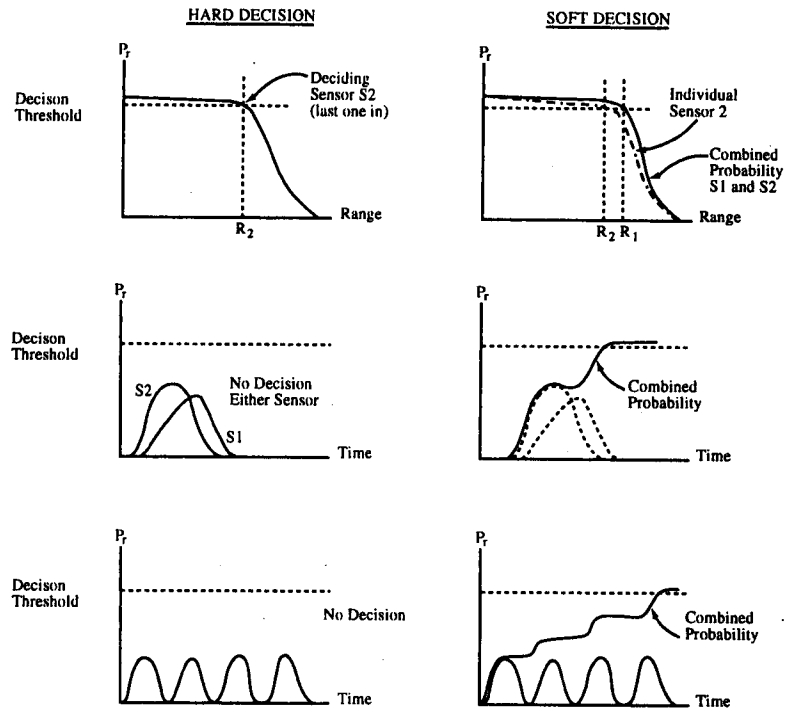 HARD DECISION
SOFT DECISION
Pr
Decison
Threshold
Deciding
Sensor S2
(last one in)
Range
R2
Pr
Individual
Sensor 2
Combined
Probability
S1 and S2
Range
R2 R1
Pr
Decison
Threshold
S2
No Decision
Either Sensor
S1
Time
Pr
Combined
Probability
Time
Pr
Decison
Threshold
No Decision
Time
Pr
Combined
Probability
Time